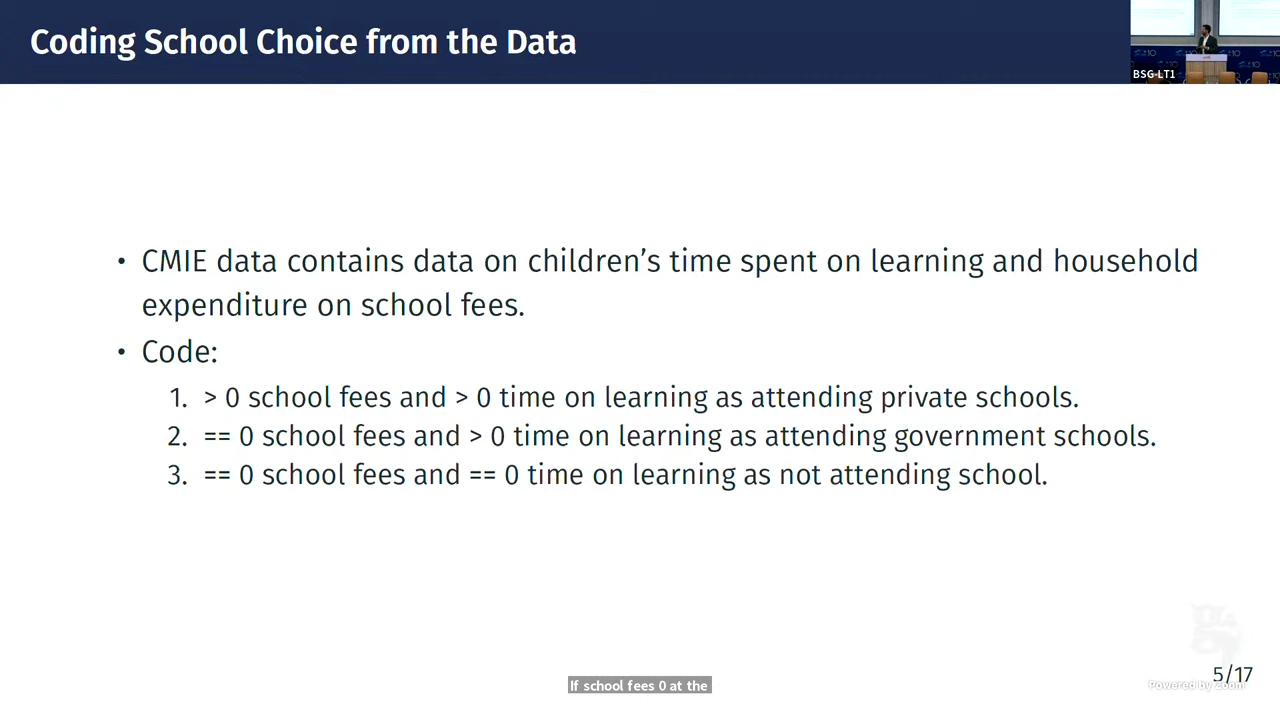 Coding School Choice from the Data
BSG-LT1
• CMIE data contains data on children’s time spent on learning and household
expenditure on school fees.
• Code:
1. > 0 school fees and > 0 time on learning as attending private schools.
2. == 0 school fees and > 0 time on learning as attending government schools.
3. == 0 school fees and == 0 time on learning as not attending school.
5/17
Powered by Zoom
If school fees 0 at the